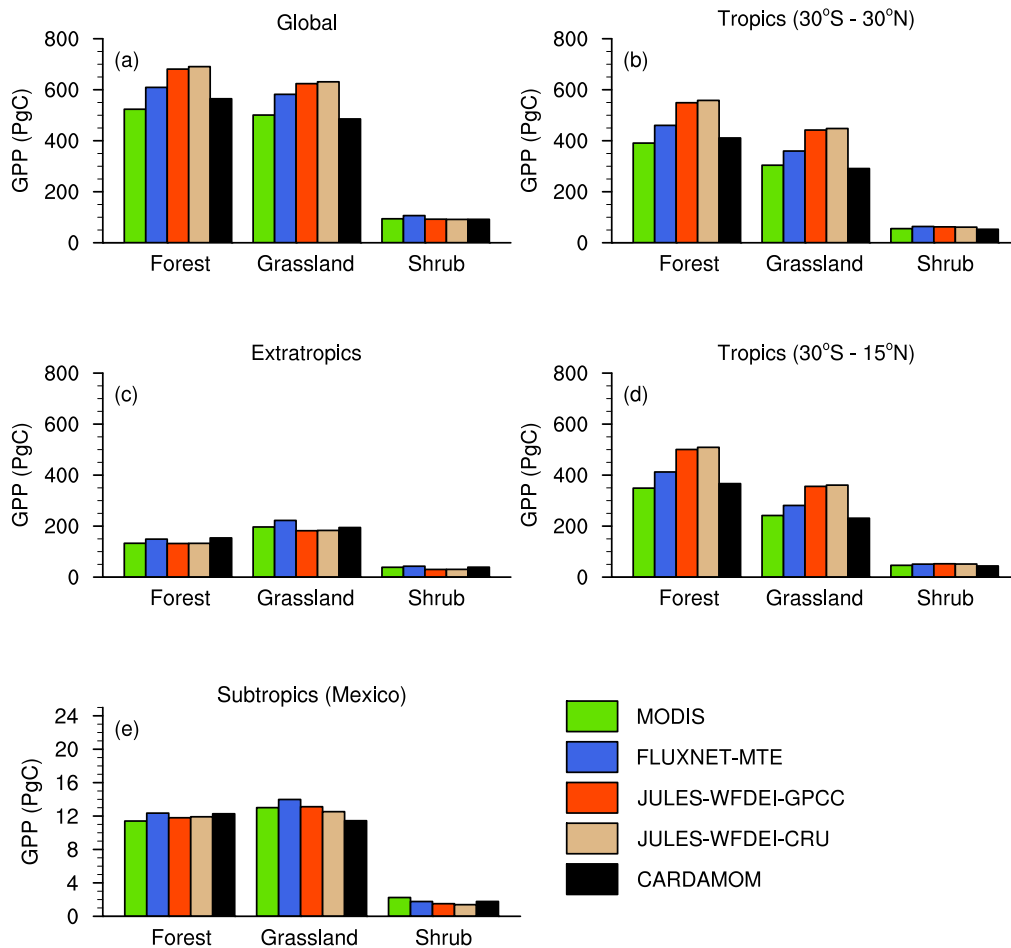 Global
(a)
GPP (PgC)
800
600
400
200
0
Forest Grassland Shrub
Tropics (30°S - 30°N)
(b)
GPP (PgC)
800
600
400
200
0
Forest Grassland Shrub
Extratropics
(c)
GPP (PgC)
800
600
400
200
0
Forest Grassland Shrub
Tropics (30°S - 15°N)
(d)
GPP (PgC)
800
600
400
200
0
Forest Grassland Shrub
Subtropics (Mexico)
(e)
GPP (PgC)
24
20
16
12
8
4
0
Forest Grassland Shrub
MODIS
FLUXNET-MTE
JULES-WFDEI-GPCC
JULES-WFDEI-CRU
CARDAMOM